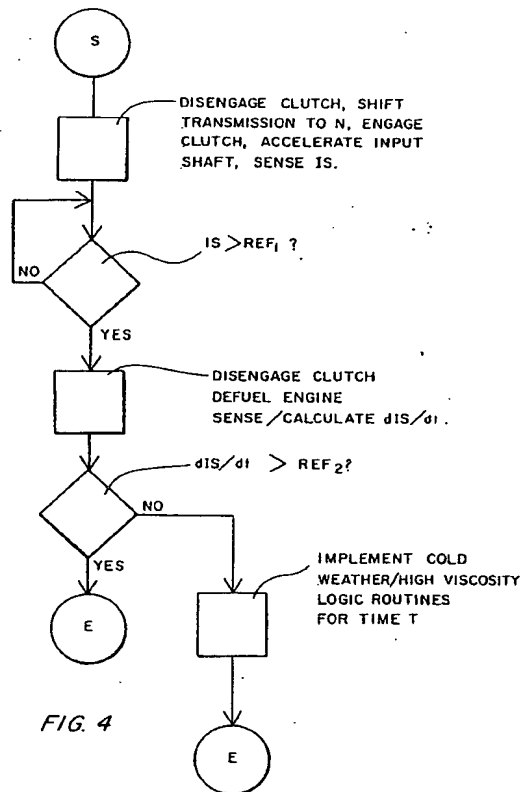 S
DISENGAGE CLUTCH, SHIFT
TRANSMISSION TO N, ENGAGE
CLUTCH, ACCELERATE INPUT
SHAFT, SENSE IS.
IS > REF₁ ?
NO
YES
DISENGAGE CLUTCH
DEFUEL ENGINE
SENSE/CALCULATE dIS/dt.
dIS/dt > REF₂?
NO
YES
IMPLEMENT COLD
WEATHER/HIGH VISCOSITY
LOGIC ROUTINES
FOR TIME T
E
FIG. 4
E